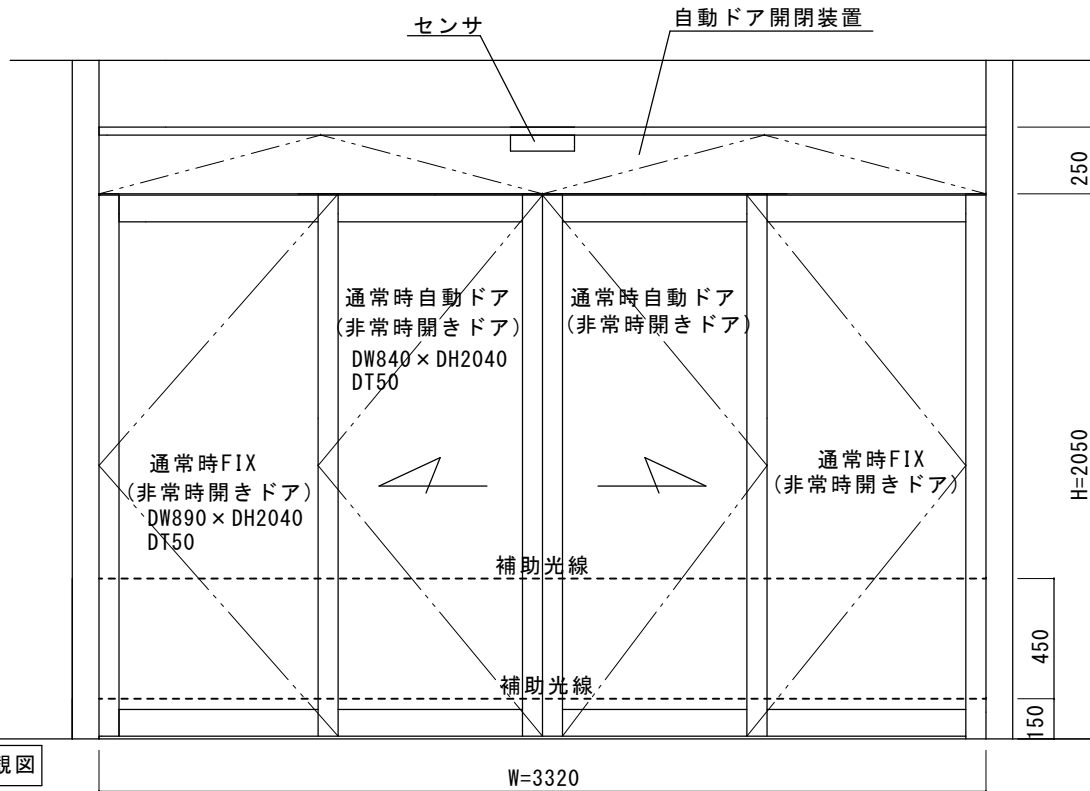 センサ
自動ドア開閉装置
250
通常時自動ドア
(非常時開きドア)
DW840×DH2040
DT50
通常時自動ドア
(非常時開きドア)
通常時FIX
(非常時開きドア)
DW890×DH2040
DT50
通常時FIX
(非常時開きドア)
H=2050
補助光線
450
補助光線
150
図
W=3320